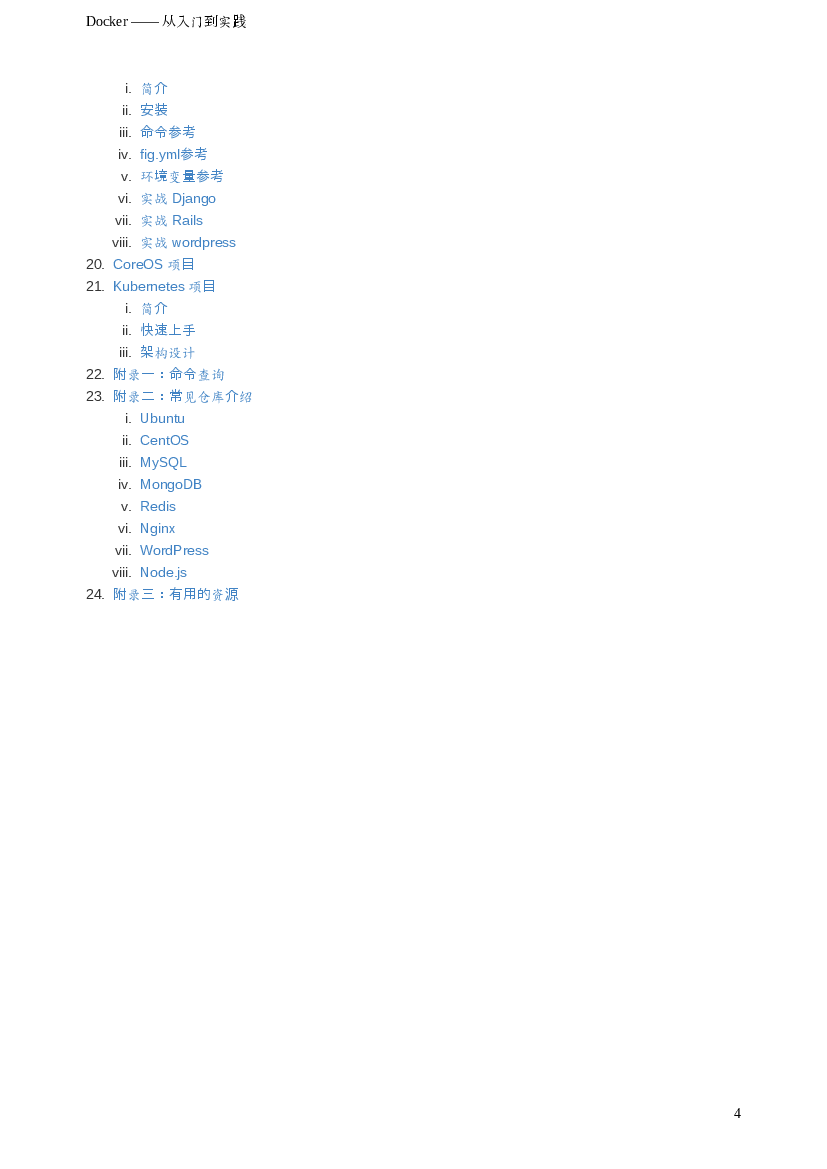 Docker —— 从入门到实践
i. 简介
ii. 安装
iii. 命令参考
iv. fig.yml参考
v. 环境变量参考
vi. 实战 Django
vii. 实战 Rails
viii. 实战 wordpress
20. CoreOS 项目
21. Kubernetes 项目
i. 简介
ii. 快速上手
iii. 架构设计
22. 附录一：命令查询
23. 附录二：常见仓库介绍
i. Ubuntu
ii. CentOS
iii. MySQL
iv. MongoDB
v. Redis
vi. Nginx
vii. WordPress
viii. Node.js
24. 附录三：有用的资源
4